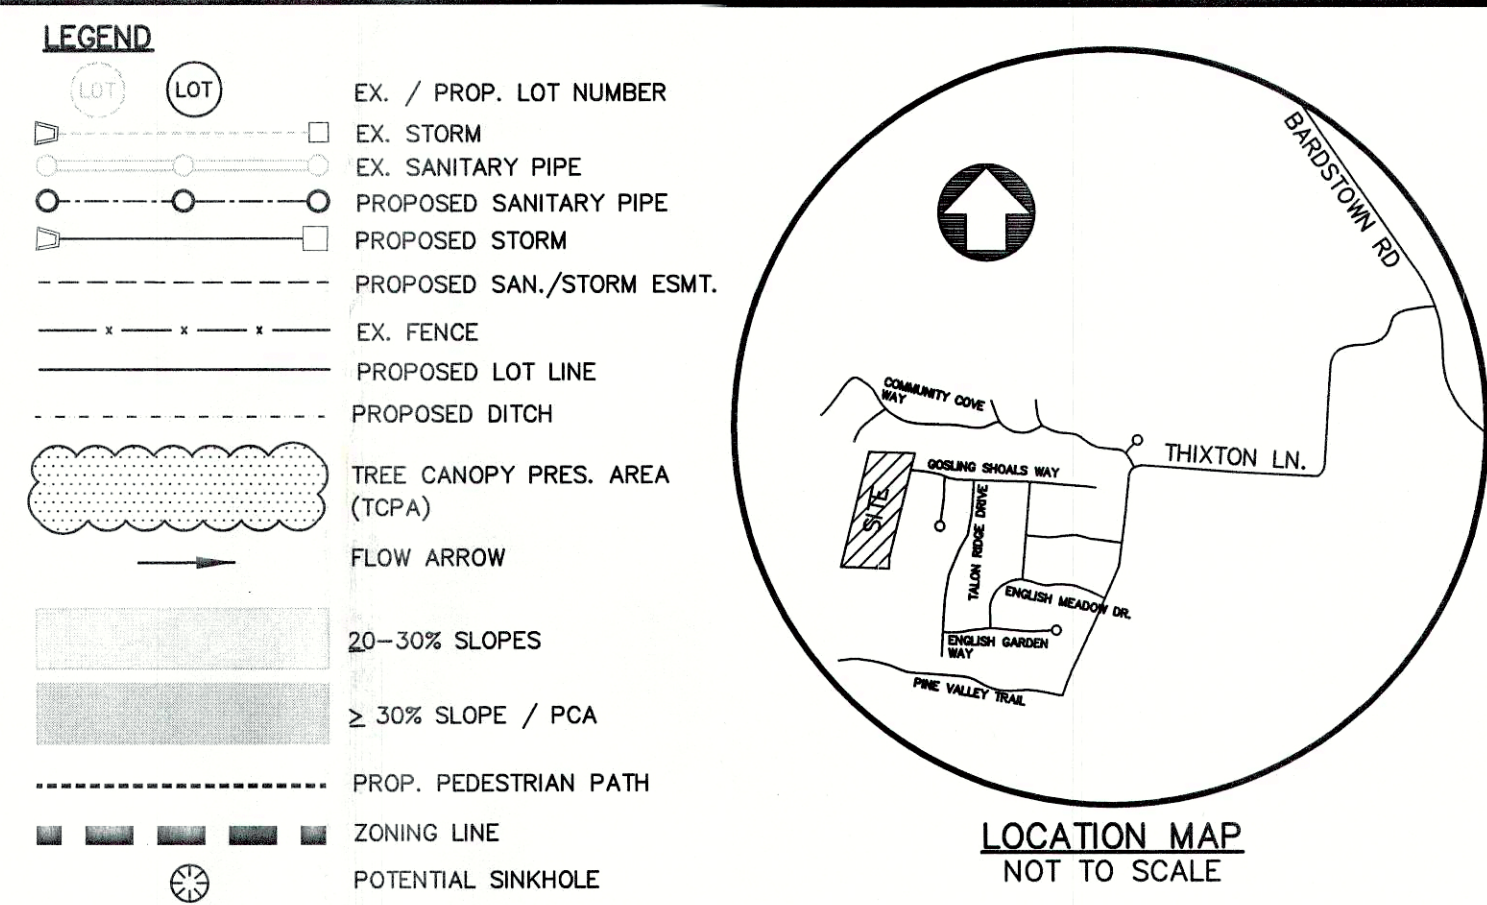 LEGEND
LOT LOT
EX. / PROP. LOT NUMBER
EX. STORM
EX. SANITARY PIPE
PROPOSED SANITARY PIPE
PROPOSED STORM
PROPOSED SAN./STORM ESMT.
x x x
EX. FENCE
PROPOSED LOT LINE
PROPOSED DITCH
TREE CANOPY PRES. AREA
(TCPA)
FLOW ARROW
20-30% SLOPES
≥ 30% SLOPE / PCA
PROP. PEDESTRIAN PATH
ZONING LINE
POTENTIAL SINKHOLE
BARDSTOWN RD
COMMUNITY COVE
WAY
THIXTON LN.
GOSLING SHOALS WAY
SITE
TALON RIDGE DRIVE
ENGLISH MEADOW DR.
ENGLISH GARDEN
WAY
PINE VALLEY TRAIL
LOCATION MAP
NOT TO SCALE